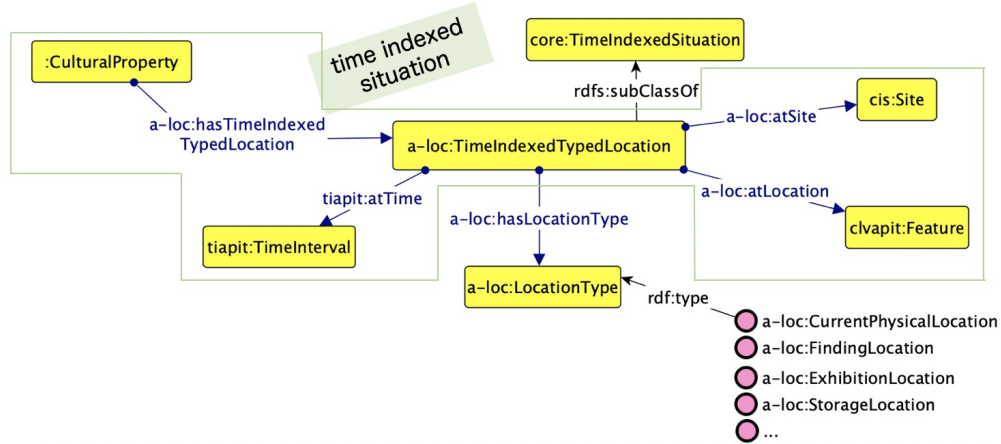 time indexed
situation
:CulturalProperty
core:TimeIndexedSituation
rdfs:subClassOf
cis:Site
a-loc:atSite
a-loc:hasTimeIndexed
TypedLocation
a-loc:TimeIndexedTypedLocation
a-loc:atLocation
tiapit:atTime
a-loc:hasLocationType
clvapit:Feature
tiapit:TimeInterval
a-loc:LocationType
rdf:type
a-loc:CurrentPhysicalLocation
a-loc:FindingLocation
a-loc:ExhibitionLocation
a-loc:StorageLocation
...